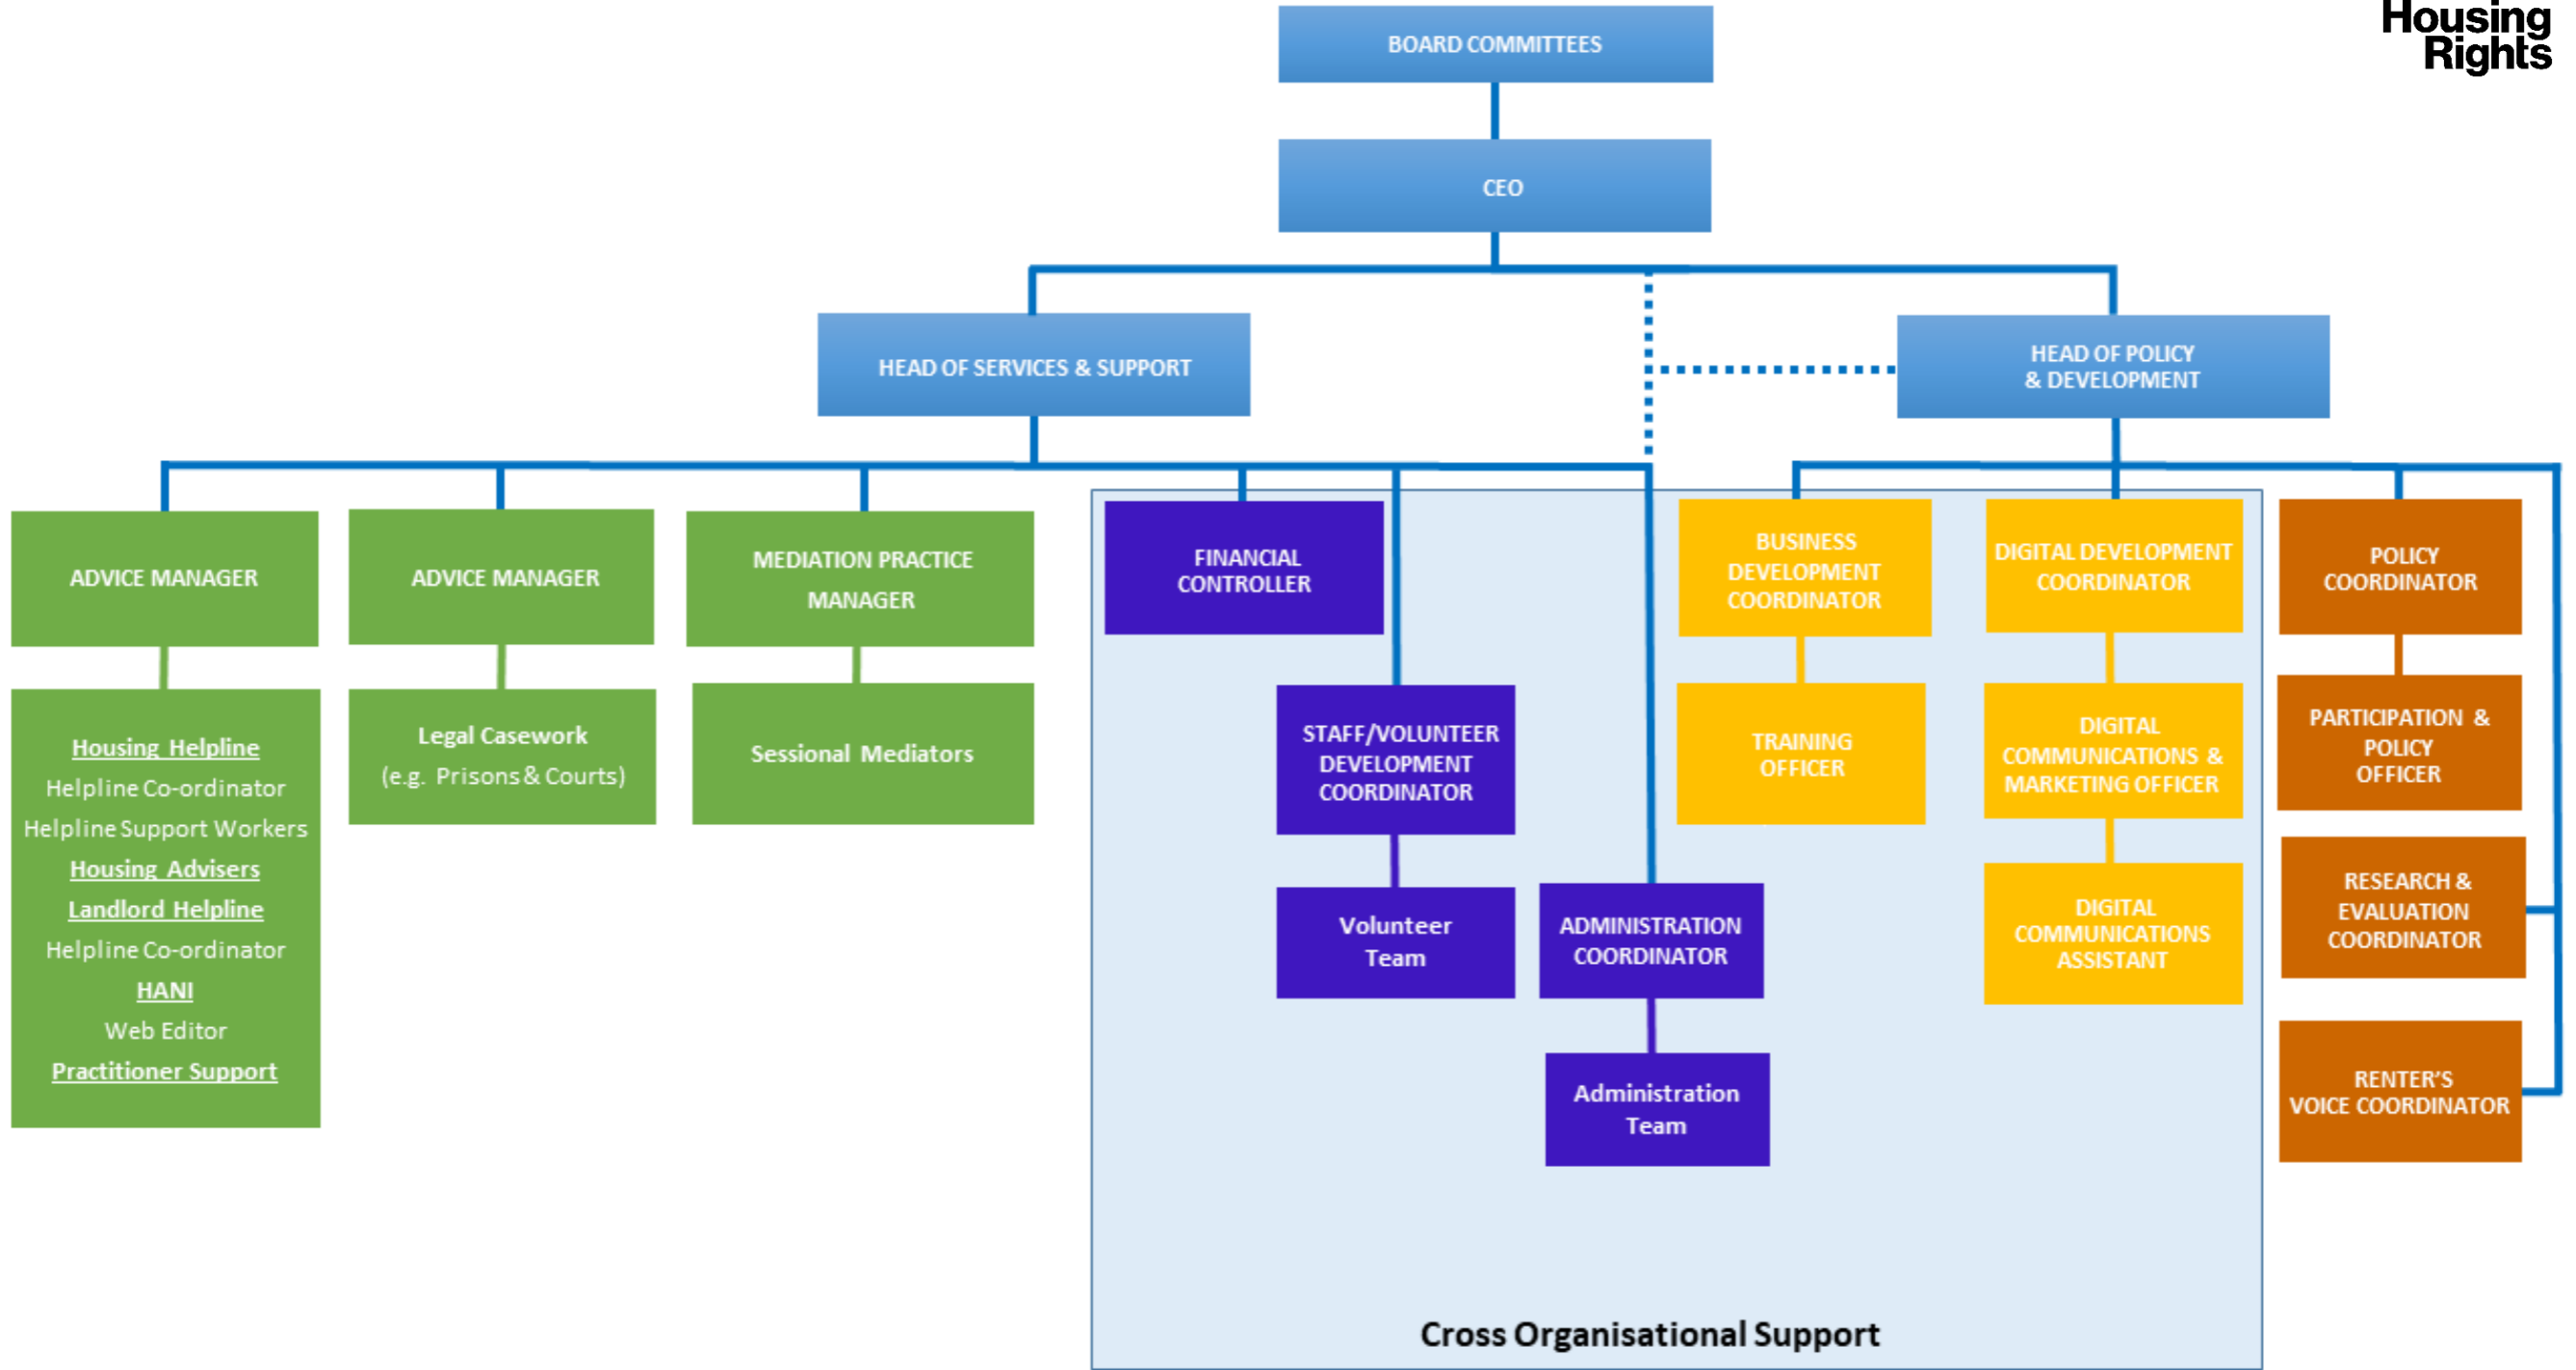 Housing
Rights
BOARD COMMITTEES
CEO
HEAD OF SERVICES & SUPPORT
HEAD OF POLICY
& DEVELOPMENT
ADVICE MANAGER
Housing Helpline
Helpline Co-ordinator
Helpline Support Workers
Housing Advisers
Landlord Helpline
Helpline Co-ordinator
HANI
Web Editor
Practitioner Support
ADVICE MANAGER
Legal Casework
(e.g. Prisons & Courts)
MEDIATION PRACTICE
MANAGER
Sessional Mediators
FINANCIAL
CONTROLLER
STAFF/VOLUNTEER
DEVELOPMENT
COORDINATOR
Volunteer
Team
ADMINISTRATION
COORDINATOR
Administration
Team
BUSINESS
DEVELOPMENT
COORDINATOR
TRAINING
OFFICER
DIGITAL DEVELOPMENT
COORDINATOR
DIGITAL
COMMUNICATIONS &
MARKETING OFFICER
DIGITAL
COMMUNICATIONS
ASSISTANT
POLICY
COORDINATOR
PARTICIPATION &
POLICY
OFFICER
RESEARCH &
EVALUATION
COORDINATOR
RENTER’S
VOICE COORDINATOR
Cross Organisational Support